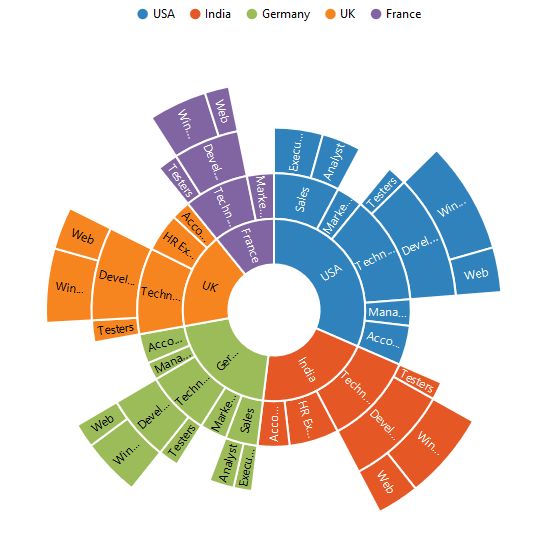 USA
India
Germany
UK
France
USA
Sales
Execu...
Analyst
Marke...
Techn...
Testers
Devel...
Win...
Web
Mana...
Acco...
India
Techn...
Testers
Devel...
Win...
Web
HR Ex...
Acco...
Ger...
Sales
Execu...
Analyst
Marke...
Techn...
Testers
Devel...
Win...
Web
Mana...
Acco...
UK
Techn...
Testers
Devel...
Win...
Web
HR Ex...
Acco...
France
Techn...
Testers
Devel...
Win...
Web
Marke...